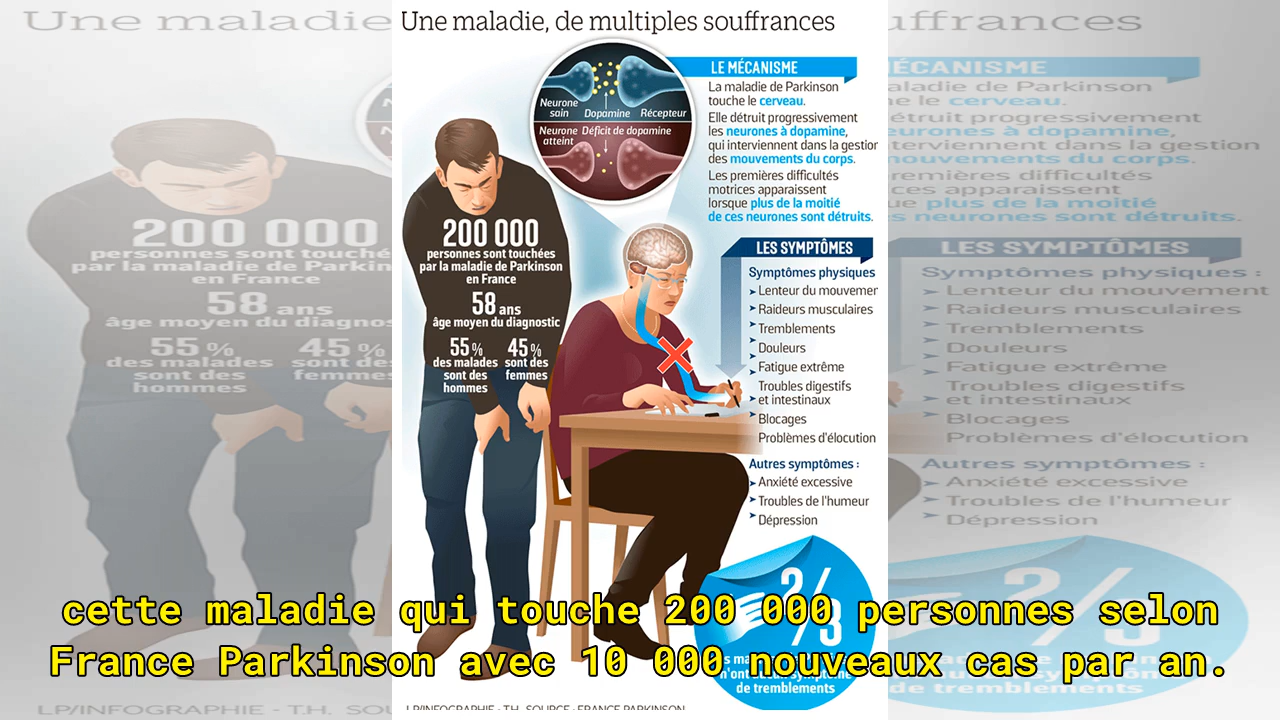 Une maladie, de multiples souffrances
Neurone
sain
Dopamine
Récepteur
Neurone
atteint
Déficit de dopamine
LE MÉCANISME
La maladie de Parkinson
touche le cerveau.
Elle détruit progressivement
les neurones à dopamine,
qui interviennent dans la gestion
des mouvements du corps.
Les premières difficultés
motrices apparaissent
lorsque plus de la moitié
de ces neurones sont détruits.
200 000
personnes sont touchées
par la maladie de Parkinson
en France
58 ans
âge moyen du diagnostic
55 %
des malades
sont des
hommes
45 %
sont des
femmes
LES SYMPTÔMES
Symptômes physiques
Lenteur du mouvemen
Raideurs musculaires
Tremblements
Douleurs
Fatigue extrême
Troubles digestifs
et intestinaux
Blocages
Problèmes d'élocution
Autres symptômes :
Anxiété excessive
Troubles de l'humeur
Dépression
2/3
de tremblements
cette maladie qui touche 200 000 personnes selon
France Parkinson avec 10 000 nouveaux cas par an.
LP/INFOGRAPHIE - T.H. SOURCE : FRANCE PARKINSON